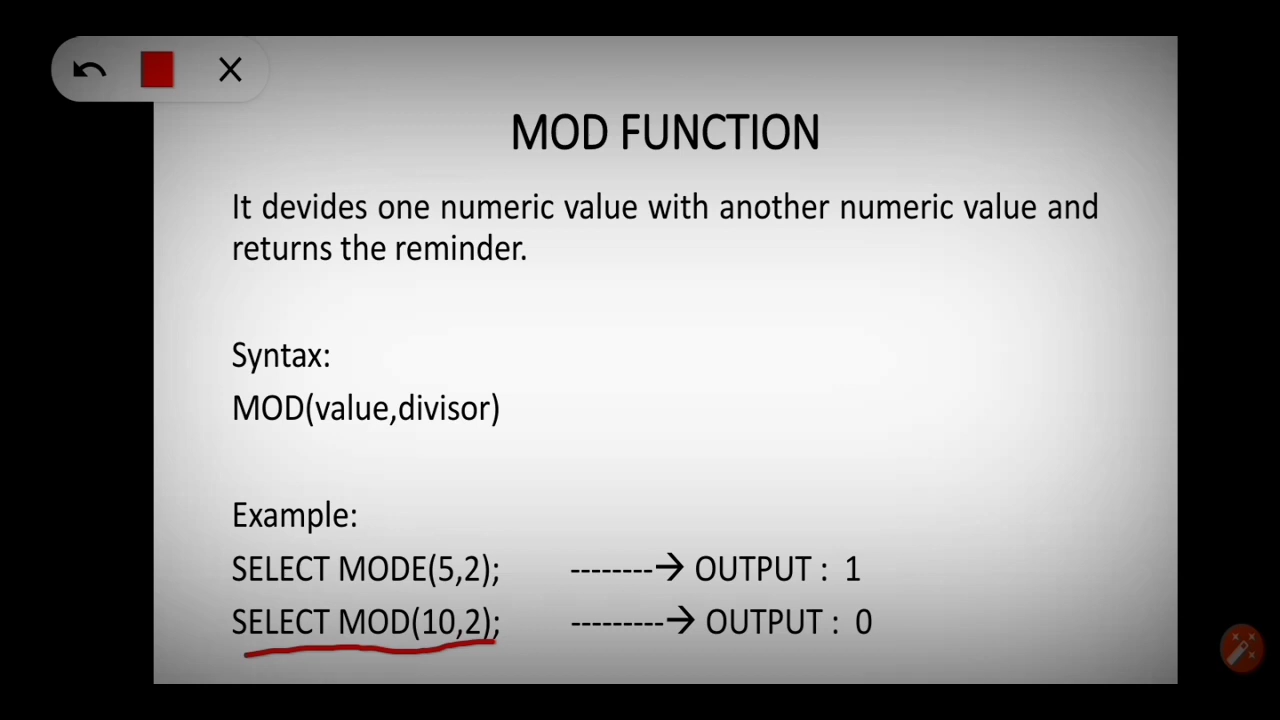 MOD FUNCTION
It devides one numeric value with another numeric value and
returns the reminder.
Syntax:
MOD(value,divisor)
Example:
SELECT MODE(5,2); --------→ OUTPUT : 1
SELECT MOD(10,2); ---------→ OUTPUT : 0